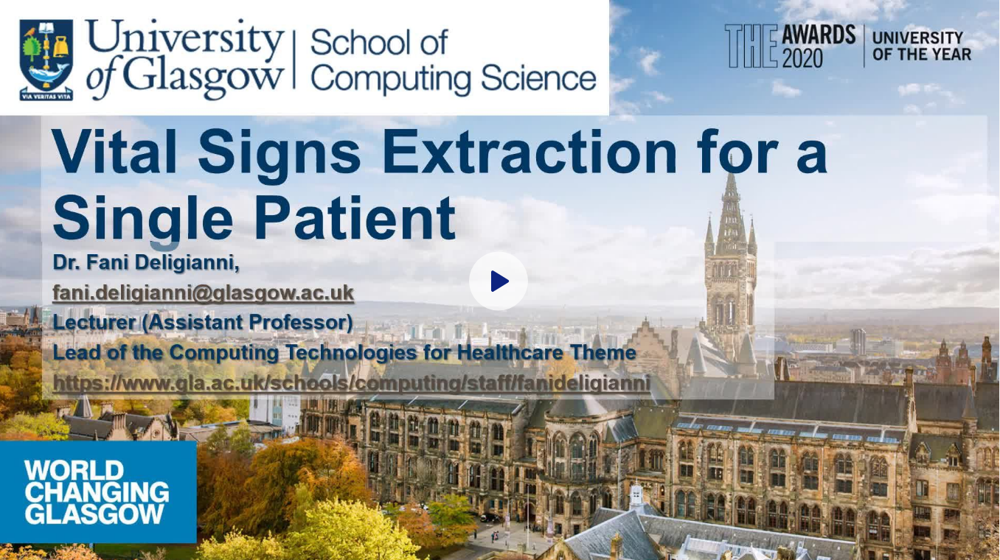 University
of Glasgow
School of
Computing Science
VIA VERITAS VITA
THE AWARDS
2020
UNIVERSITY
OF THE YEAR
Vital Signs Extraction for a
Single Patient
Dr. Fani Deligianni,
fani.deligianni@glasgow.ac.uk
Lecturer (Assistant Professor)
Lead of the Computing Technologies for Healthcare Theme
https://www.gla.ac.uk/schools/computing/staff/fanideligianni
WORLD
CHANGING
GLASGOW